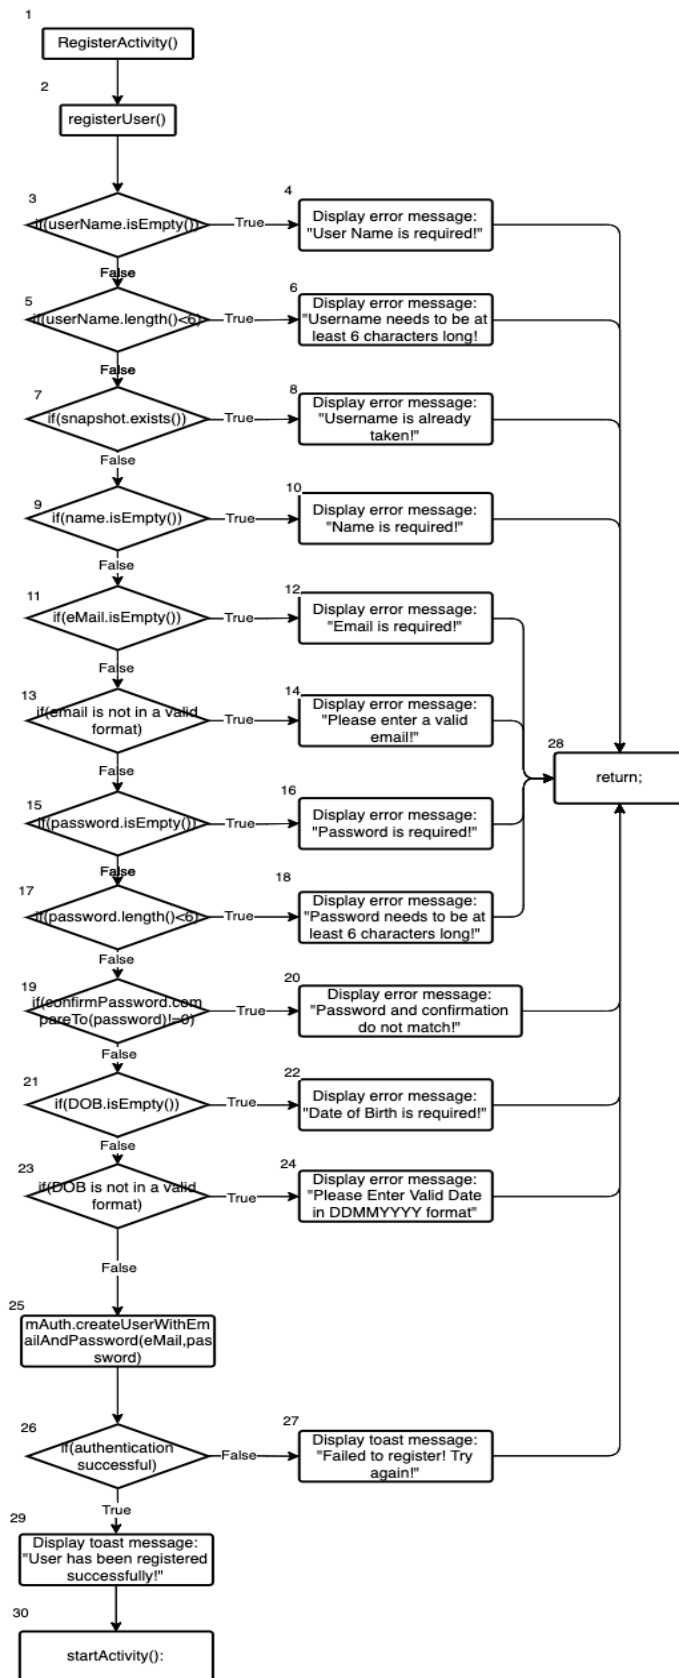 1
RegisterActivity()
2
registerUser()
3
if(userName.isEmpty())
True
4
Display error message:
"User Name is required!"
False
5
if(userName.length()<6)
True
6
Display error message:
"Username needs to be at
least 6 characters long!
False
7
if(snapshot.exists())
True
8
Display error message:
"Username is already
taken!"
False
9
if(name.isEmpty())
True
10
Display error message:
"Name is required!"
False
11
if(eMail.isEmpty())
True
12
Display error message:
"Email is required!"
False
13
if(email is not in a valid
format)
True
14
Display error message:
"Please enter a valid
email!"
28
return;
False
15
if(password.isEmpty())
True
16
Display error message:
"Password is required!"
False
17
if(password.length()<6)
True
18
Display error message:
"Password needs to be at
least 6 characters long!"
False
19
if(confirmPassword.com
pareTo(password)!=0)
True
20
Display error message:
"Password and confirmation
do not match!"
False
21
if(DOB.isEmpty())
True
22
Display error message:
"Date of Birth is required!"
False
23
if(DOB is not in a valid
format)
True
24
Display error message:
"Please Enter Valid Date
in DDMMYYYY format"
False
25
mAuth.createUserWithEm
ailAndPassword(eMail,pas
sword)
26
if(authentication
successful)
False
27
Display toast message:
"Failed to register! Try
again!"
True
29
Display toast message:
"User has been registered
successfully!"
30
startActivity():